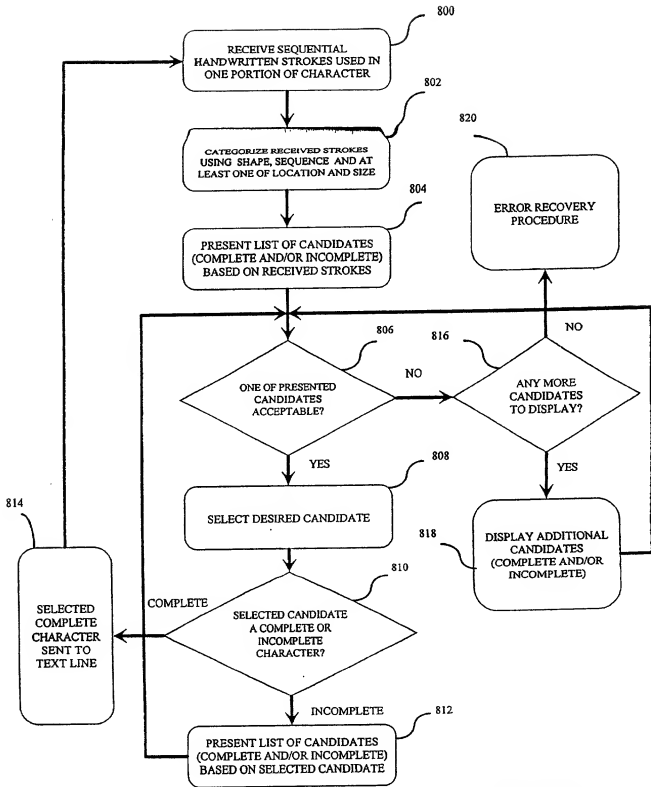 800
RECEIVE SEQUENTIAL
HANDWRITTEN STROKES USED IN
ONE PORTION OF CHARACTER
802
CATEGORIZE RECEIVED STROKES
USING SHAPE, SEQUENCE AND AT
LEAST ONE OF LOCATION AND SIZE
804
PRESENT LIST OF CANDIDATES
(COMPLETE AND/OR INCOMPLETE)
BASED ON RECEIVED STROKES
820
ERROR RECOVERY
PROCEDURE
NO
806
ONE OF PRESENTED
CANDIDATES
ACCEPTABLE?
NO
816
ANY MORE
CANDIDATES
TO DISPLAY?
YES
YES
808
SELECT DESIRED CANDIDATE
818
DISPLAY ADDITIONAL
CANDIDATES
(COMPLETE AND/OR
INCOMPLETE)
810
SELECTED CANDIDATE
A COMPLETE OR
INCOMPLETE
CHARACTER?
COMPLETE
814
SELECTED
COMPLETE
CHARACTER
SENT TO
TEXT LINE
INCOMPLETE
812
PRESENT LIST OF CANDIDATES
(COMPLETE AND/OR INCOMPLETE)
BASED ON SELECTED CANDIDATE